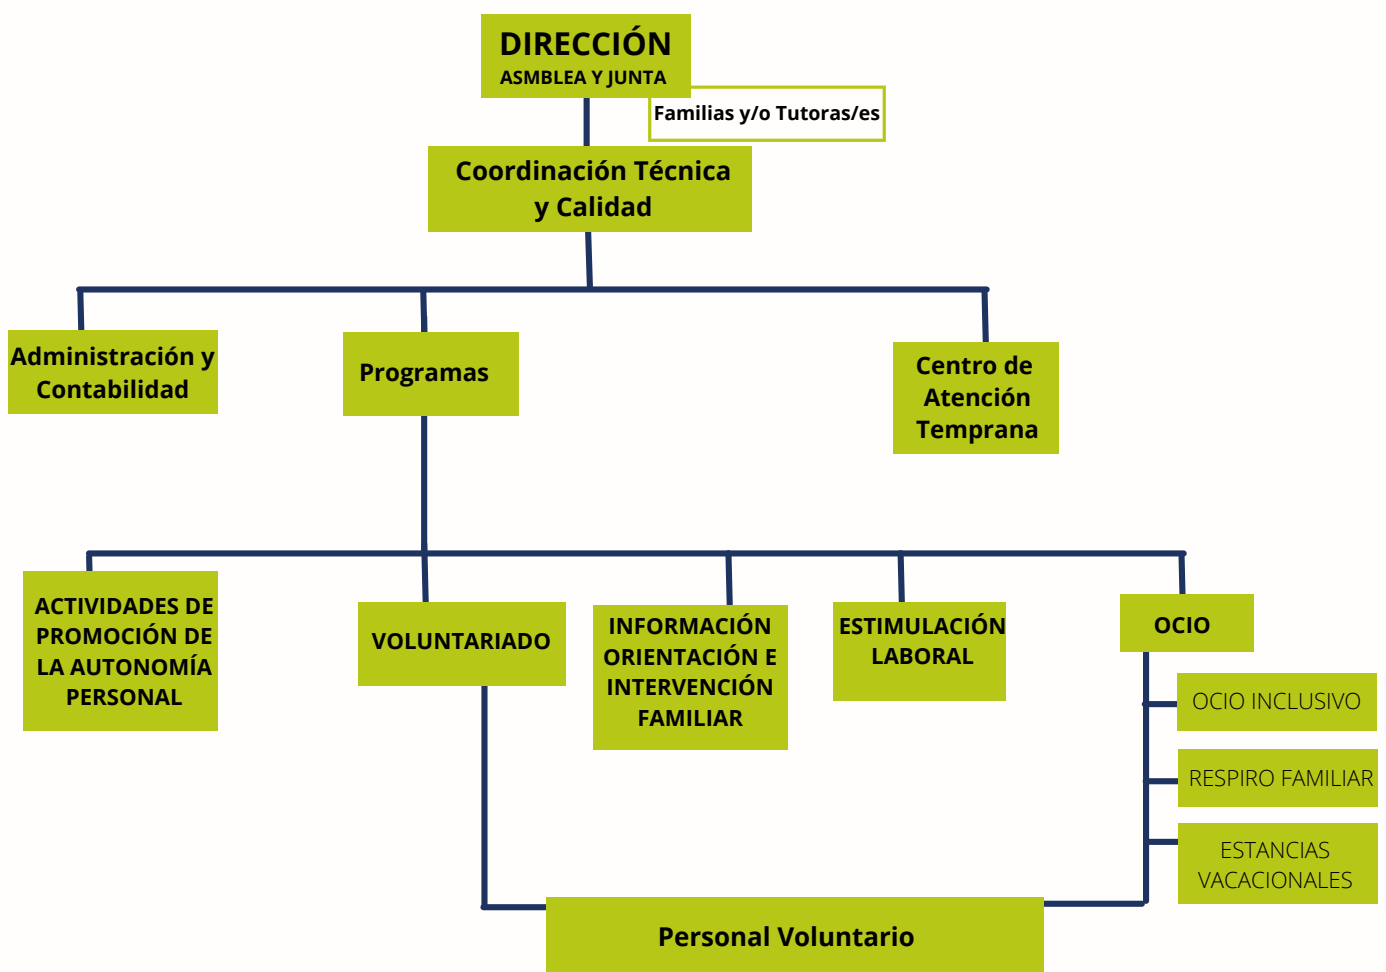 DIRECCIÓN
ASMBLEA Y JUNTA
Familias y/o Tutoras/es
Coordinación Técnica
y Calidad
Administración y
Contabilidad
Programas
Centro de
Atención
Temprana
ACTIVIDADES DE
PROMOCIÓN DE
LA AUTONOMÍA
PERSONAL
VOLUNTARIADO
INFORMACIÓN
ORIENTACIÓN E
INTERVENCIÓN
FAMILIAR
ESTIMULACIÓN
LABORAL
OCIO
OCIO INCLUSIVO
RESPIRO FAMILIAR
ESTANCIAS
VACACIONALES
Personal Voluntario